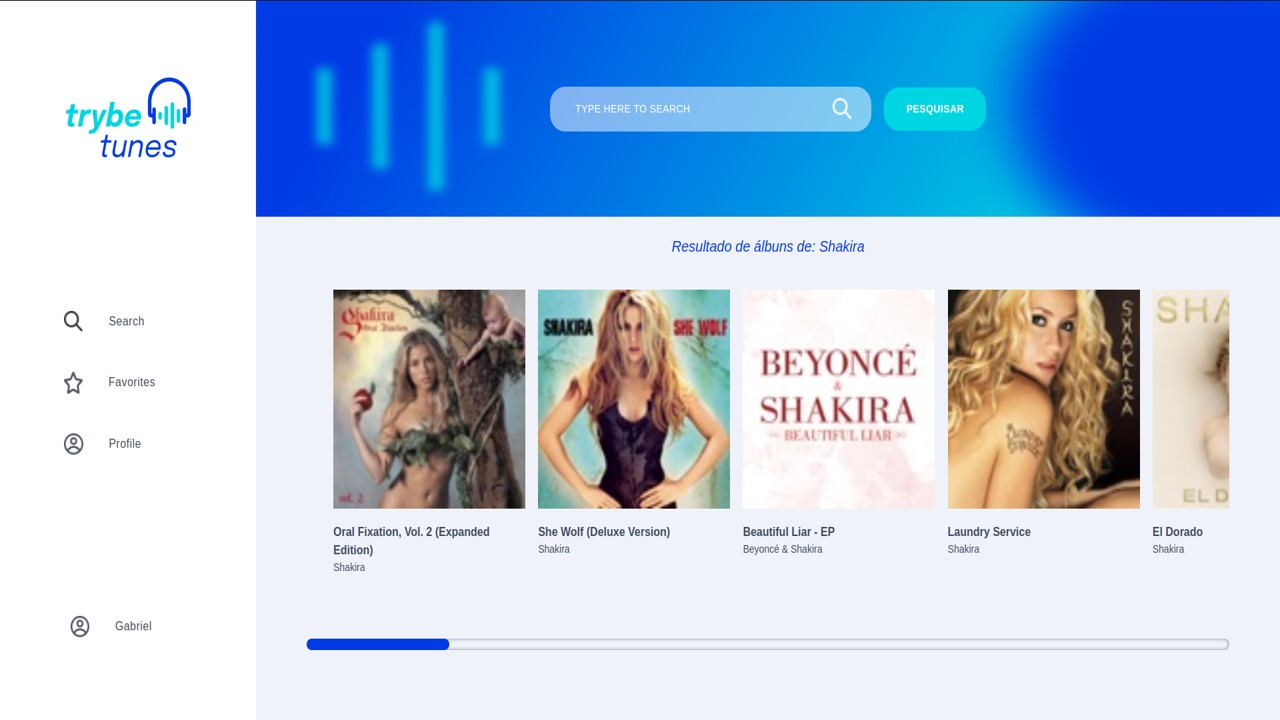 trybe
tunes
TYPE HERE TO SEARCH
PESQUISAR
Search
Favorites
Profile
Gabriel
Resultado de álbuns de: Shakira
Shakira
Oral Fixation
vol. 2
SHAKIRA SHE WOLF
BEYONCÉ
&
SHAKIRA
BEAUTIFUL LIAR
SHAKIRA
SHA
EL D
Oral Fixation, Vol. 2 (Expanded
Edition)
Shakira
She Wolf (Deluxe Version)
Shakira
Beautiful Liar - EP
Beyoncé & Shakira
Laundry Service
Shakira
El Dorado
Shakira